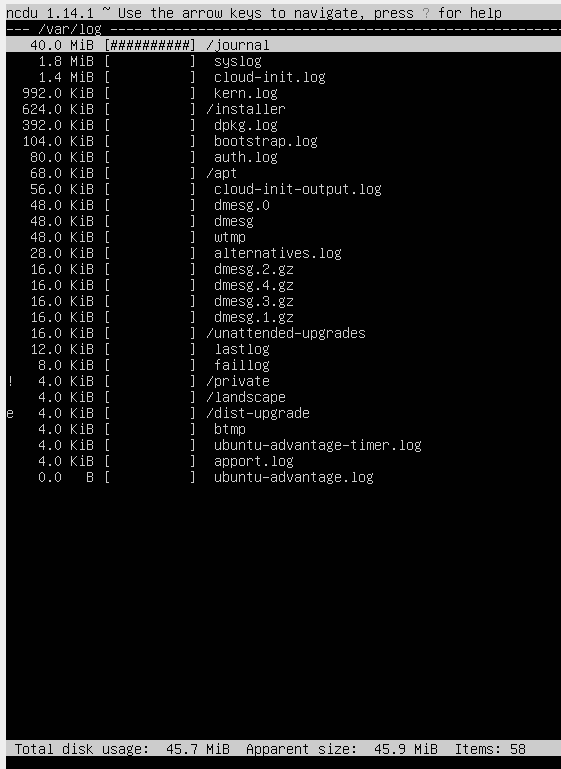 ncdu 1.14.1 ~ Use the arrow keys to navigate, press ? for help
--- /var/log ---------------------------------------------------------
   40.0 MiB [##########] /journal
    1.8 MiB [          ]  syslog
    1.4 MiB [          ]  cloud-init.log
  992.0 KiB [          ]  kern.log
  624.0 KiB [          ] /installer
  392.0 KiB [          ]  dpkg.log
  104.0 KiB [          ]  bootstrap.log
   80.0 KiB [          ]  auth.log
   68.0 KiB [          ] /apt
   56.0 KiB [          ]  cloud-init-output.log
   48.0 KiB [          ]  dmesg.0
   48.0 KiB [          ]  dmesg
   48.0 KiB [          ]  wtmp
   28.0 KiB [          ]  alternatives.log
   16.0 KiB [          ]  dmesg.2.gz
   16.0 KiB [          ]  dmesg.4.gz
   16.0 KiB [          ]  dmesg.3.gz
   16.0 KiB [          ]  dmesg.1.gz
   16.0 KiB [          ] /unattended-upgrades
   12.0 KiB [          ]  lastlog
    8.0 KiB [          ]  faillog
!   4.0 KiB [          ] /private
    4.0 KiB [          ] /landscape
e   4.0 KiB [          ] /dist-upgrade
    4.0 KiB [          ]  btmp
    4.0 KiB [          ]  ubuntu-advantage-timer.log
    4.0 KiB [          ]  apport.log
    0.0   B [          ]  ubuntu-advantage.log
Total disk usage:  45.7 MiB  Apparent size:  45.9 MiB  Items: 58